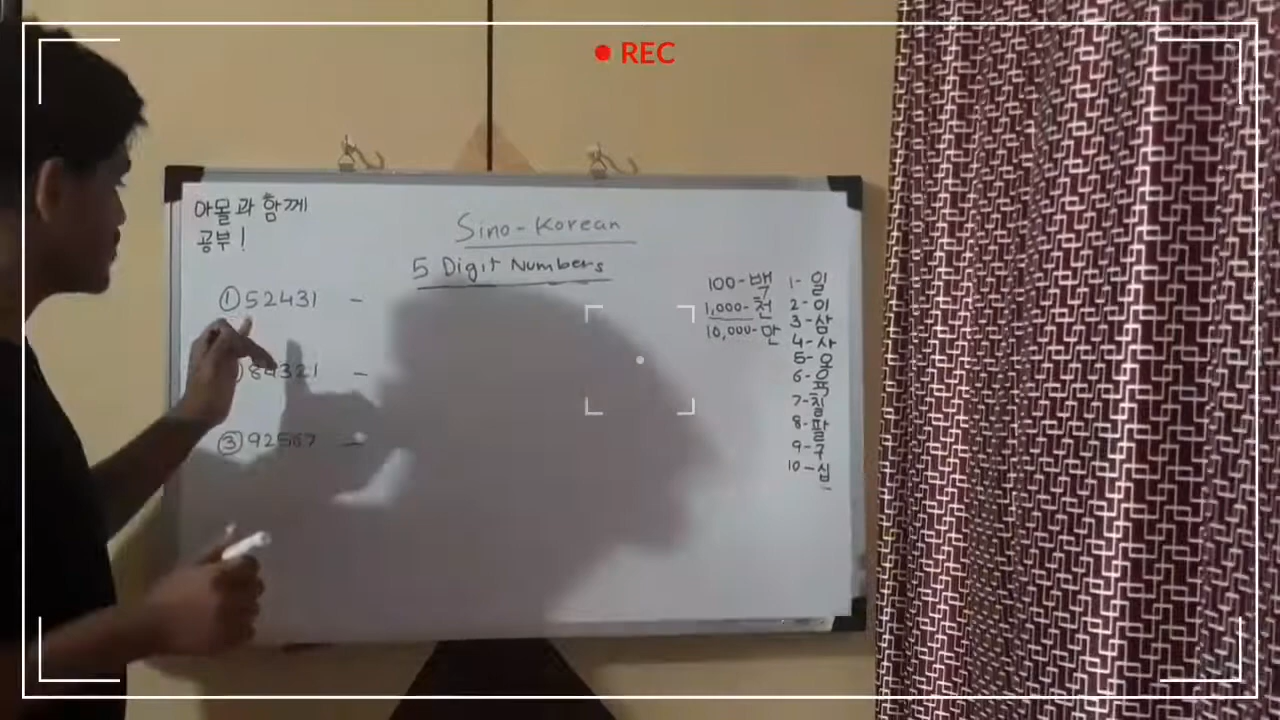 REC
아몰과 함께
공부!
Sino-Korean
5 Digit Numbers
① 52431 -
84321 -
③ 92567 -
100-백
1,000-천
10,000-만
1- 일
2- 이
3- 삼
4- 사
5- 오
6- 육
7- 칠
8- 팔
9- 구
10- 십